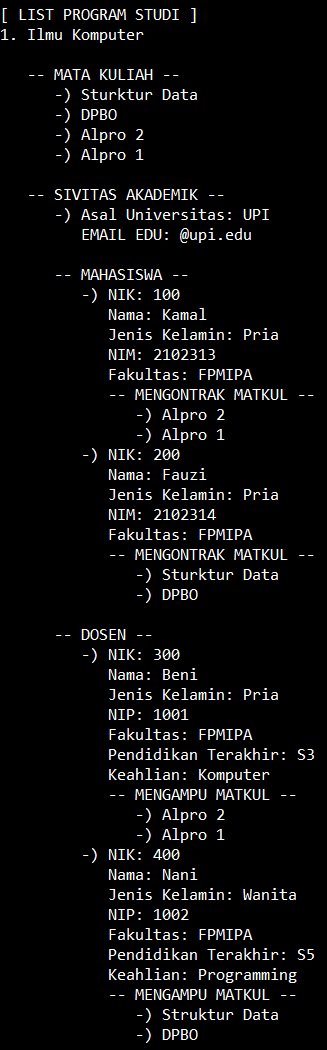 [ LIST PROGRAM STUDI ]
1. Ilmu Komputer
-- MATA KULIAH --
-) Sturktur Data
-) DPBO
-) Alpro 2
-) Alpro 1
-- SIVITAS AKADEMIK --
-) Asal Universitas: UPI
EMAIL EDU: @upi.edu
-- MAHASISWA --
-) NIK: 100
Nama: Kamal
Jenis Kelamin: Pria
NIM: 2102313
Fakultas: FPMIPA
-- MENGONTRAK MATKUL --
-) Alpro 2
-) Alpro 1
-) NIK: 200
Nama: Fauzi
Jenis Kelamin: Pria
NIM: 2102314
Fakultas: FPMIPA
-- MENGONTRAK MATKUL --
-) Sturktur Data
-) DPBO
-- DOSEN --
-) NIK: 300
Nama: Beni
Jenis Kelamin: Pria
NIP: 1001
Fakultas: FPMIPA
Pendidikan Terakhir: S3
Keahlian: Komputer
-- MENGAMPU MATKUL --
-) Alpro 2
-) Alpro 1
-) NIK: 400
Nama: Nani
Jenis Kelamin: Wanita
NIP: 1002
Fakultas: FPMIPA
Pendidikan Terakhir: S5
Keahlian: Programming
-- MENGAMPU MATKUL --
-) Struktur Data
-) DPBO